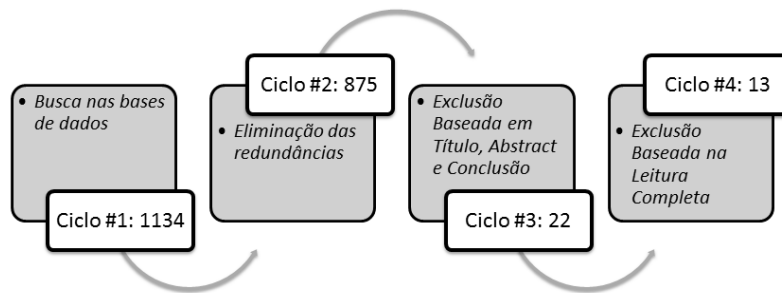 • Busca nas bases
de dados
Ciclo #1: 1134
Ciclo #2: 875
• Eliminação das
redundâncias
• Exclusão
Baseada em
Título, Abstract
e Conclusão
Ciclo #3: 22
Ciclo #4: 13
• Exclusão
Baseada na
Leitura
Completa